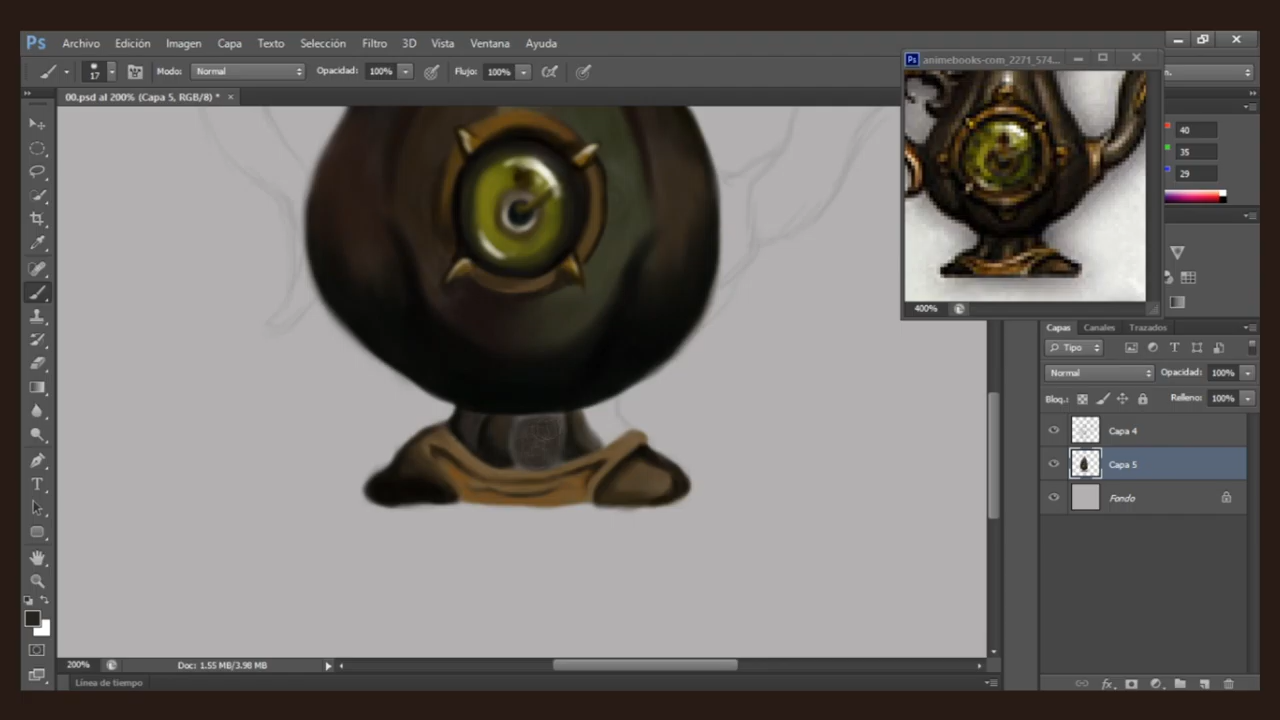 Ps Archivo Edición Imagen Capa Texto Selección Filtro 3D Vista Ventana Ayuda
17 Modo: Normal Opacidad: 100% Flujo: 100%
00.psd al 200% (Capa 5, RGB/8) * ×
Ps animebooks-com_2271_574...
400%
40
35
29
Capas Canales Trazados
Tipo
Normal Opacidad: 100%
Bloq.: Relleno: 100%
Capa 4
Capa 5
Fondo
200% Doc: 1.55 MB/3.98 MB
Línea de tiempo